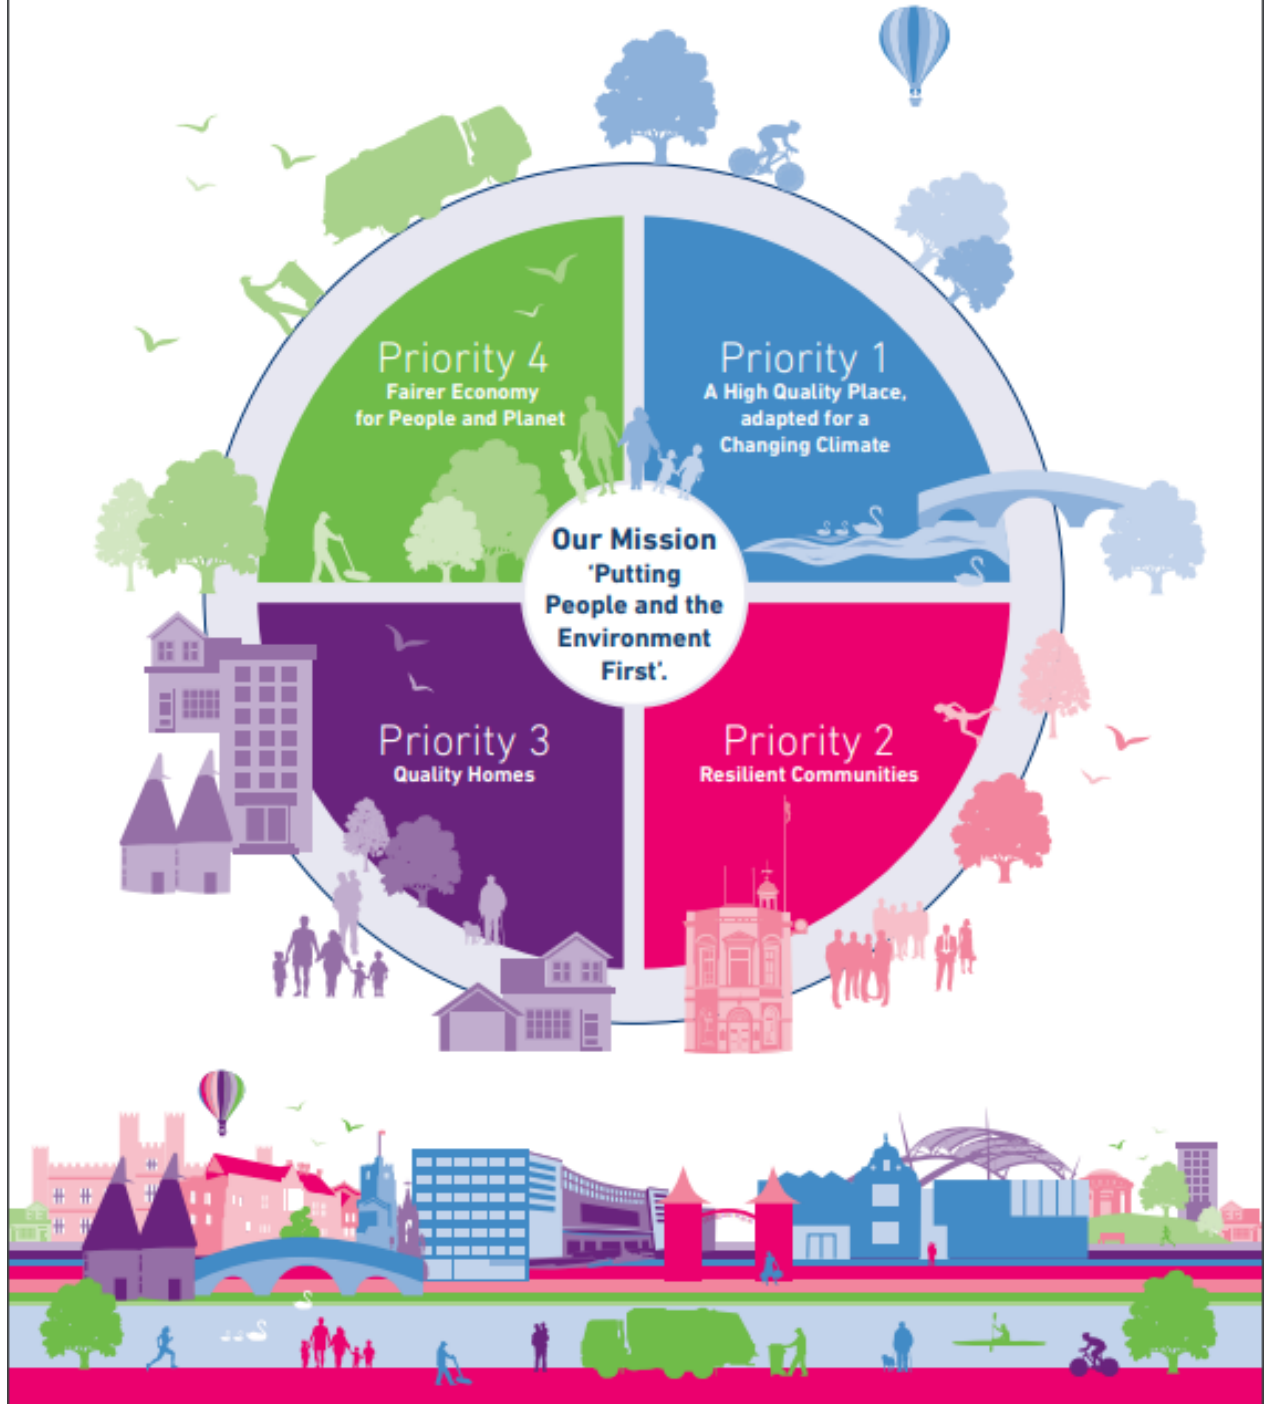 Priority 4
Fairer Economy
for People and Planet
Priority 1
A High Quality Place,
adapted for a
Changing Climate
Our Mission
‘Putting
People and the
Environment
First’.
Priority 3
Quality Homes
Priority 2
Resilient Communities